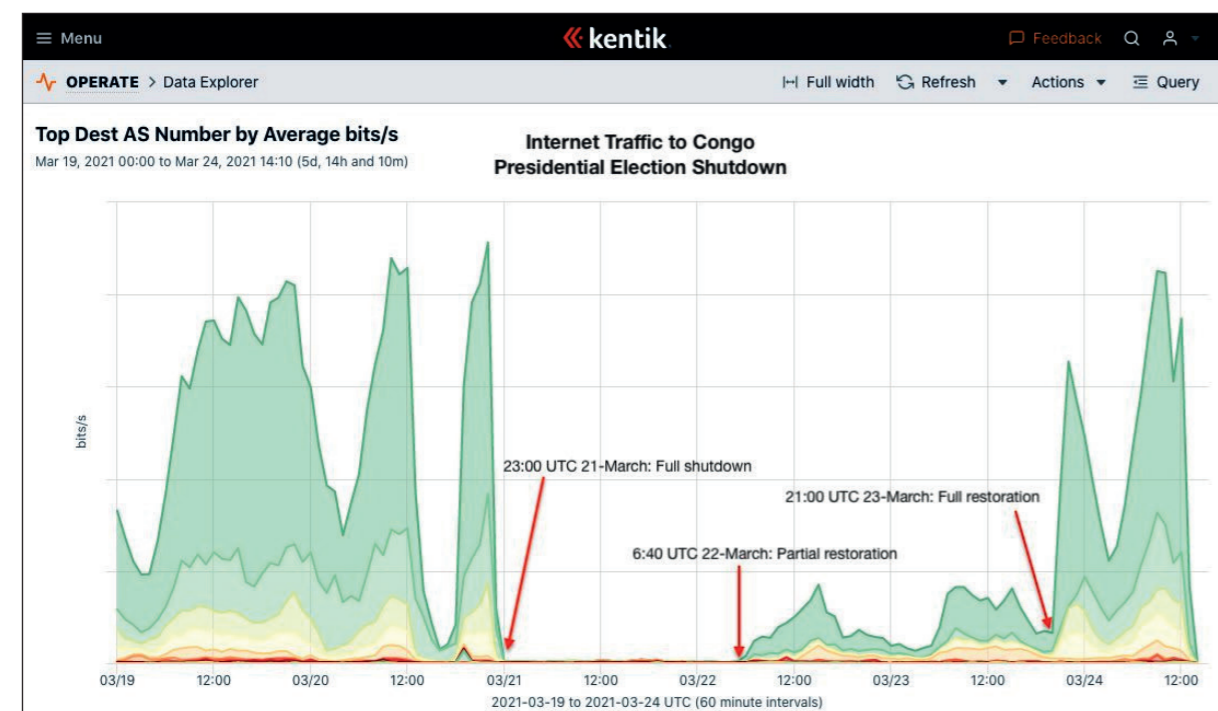 Menu
kentik
Feedback
OPERATE > Data Explorer
Full width
Refresh
Actions
Query
Top Dest AS Number by Average bits/s
Mar 19, 2021 00:00 to Mar 24, 2021 14:10 (5d, 14h and 10m)
Internet Traffic to Congo
Presidential Election Shutdown
bits/s
23:00 UTC 21-March: Full shutdown
21:00 UTC 23-March: Full restoration
6:40 UTC 22-March: Partial restoration
03/19 12:00 03/20 12:00 03/21 12:00 03/22 12:00 03/23 12:00 03/24 12:00
2021-03-19 to 2021-03-24 UTC (60 minute intervals)